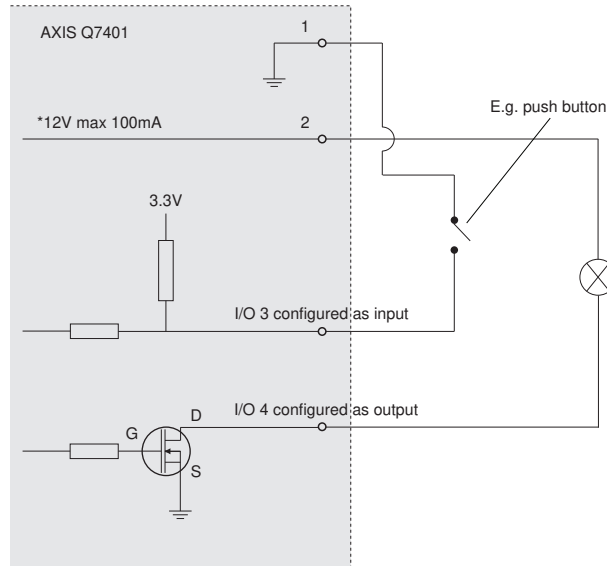 AXIS Q7401
1
*12V max 100mA
2
E.g. push button
3.3V
I/O 3 configured as input
I/O 4 configured as output
D
G
S